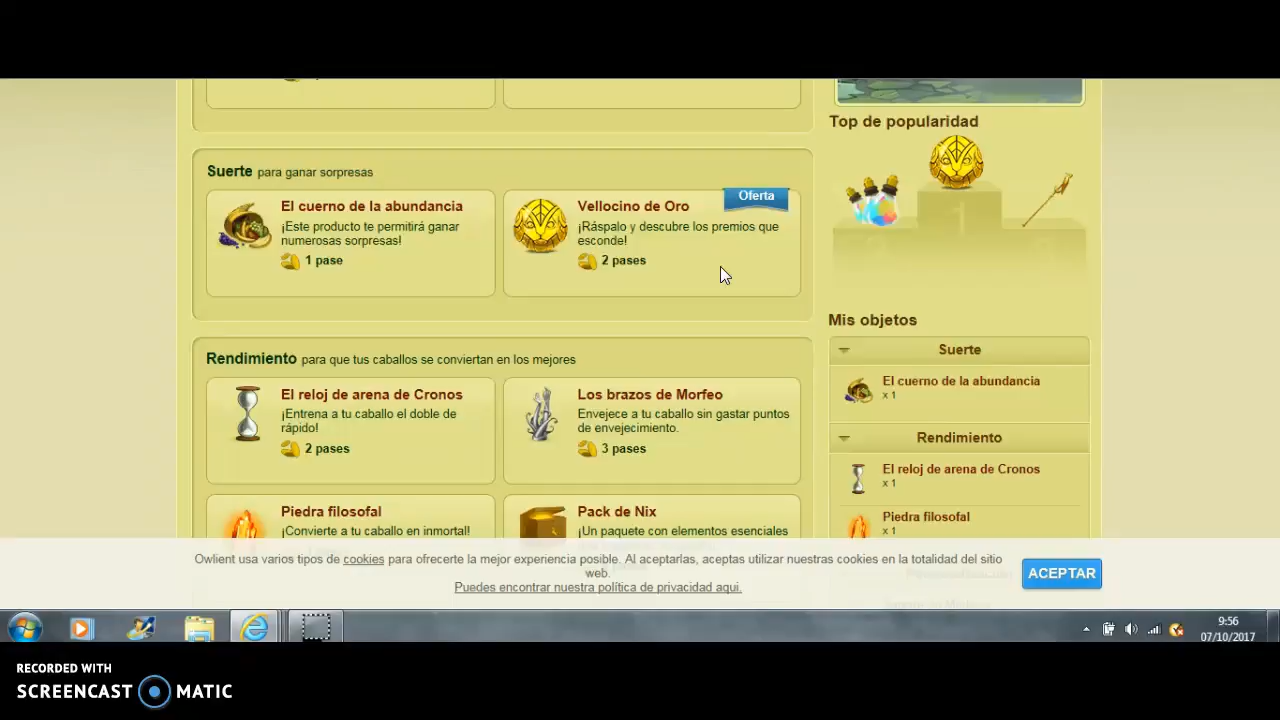 Top de popularidad
Suerte para ganar sorpresas
El cuerno de la abundancia
¡Este producto te permitirá ganar
numerosas sorpresas!
1 pase
Oferta
Vellocino de Oro
¡Ráspalo y descubre los premios que
esconde!
2 pases
1
Mis objetos
Suerte
El cuerno de la abundancia
x 1
Rendimiento
El reloj de arena de Cronos
x 1
Piedra filosofal
x 1
Rendimiento para que tus caballos se conviertan en los mejores
El reloj de arena de Cronos
¡Entrena a tu caballo el doble de
rápido!
2 pases
Los brazos de Morfeo
Envejece a tu caballo sin gastar puntos
de envejecimiento.
3 pases
Piedra filosofal
¡Convierte a tu caballo en inmortal!
Pack de Nix
¡Un paquete con elementos esenciales
Owlient usa varios tipos de cookies para ofrecerte la mejor experiencia posible. Al aceptarlas, aceptas utilizar nuestras cookies en la totalidad del sitio
web.
Puedes encontrar nuestra política de privacidad aqui.
ACEPTAR
9:56
07/10/2017
RECORDED WITH
SCREENCAST MATIC